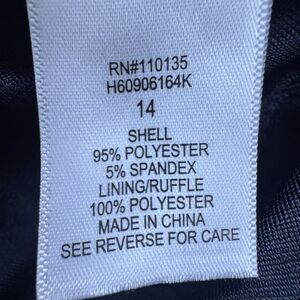 RN#110135
H60906164K
14
SHELL
95% POLYESTER
5% SPANDEX
LINING/RUFFLE
100% POLYESTER
MADE IN CHINA
SEE REVERSE FOR CARE